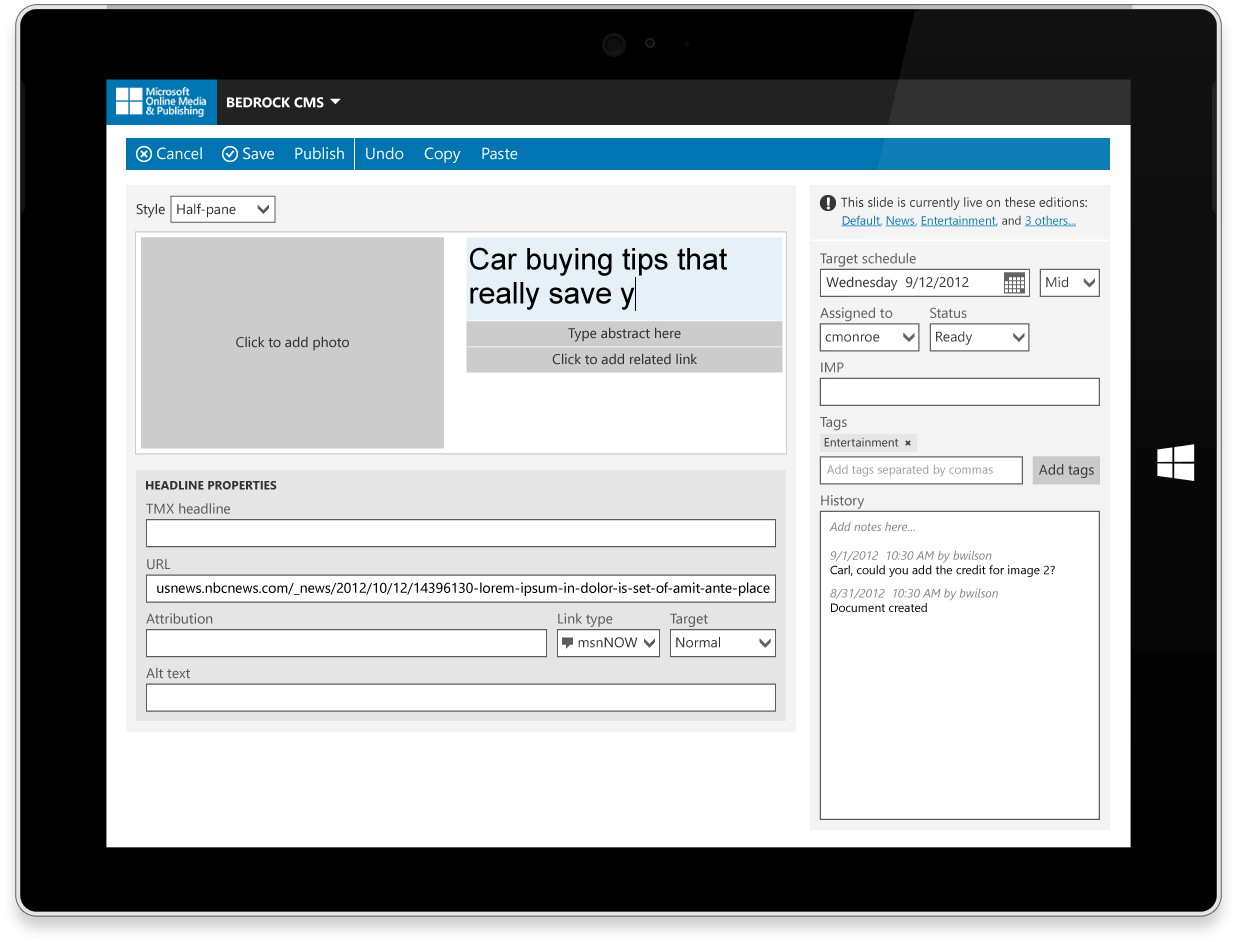 Microsoft
Online Media
& Publishing
BEDROCK CMS
Cancel Save Publish Undo Copy Paste
Style Half-pane
Click to add photo
Car buying tips that
really save y
Type abstract here
Click to add related link
HEADLINE PROPERTIES
TMX headline
URL
usnews.nbcnews.com/_news/2012/10/12/14396130-lorem-ipsum-in-dolor-is-set-of-amit-ante-place
Attribution Link type Target
msnNOW Normal
Alt text
This slide is currently live on these editions:
Default, News, Entertainment, and 3 others...
Target schedule
Wednesday 9/12/2012 Mid
Assigned to Status
cmonroe Ready
IMP
Tags
Entertainment ×
Add tags separated by commas Add tags
History
Add notes here...
9/1/2012 10:30 AM by bwilson
Carl, could you add the credit for image 2?
8/31/2012 10:30 AM by bwilson
Document created